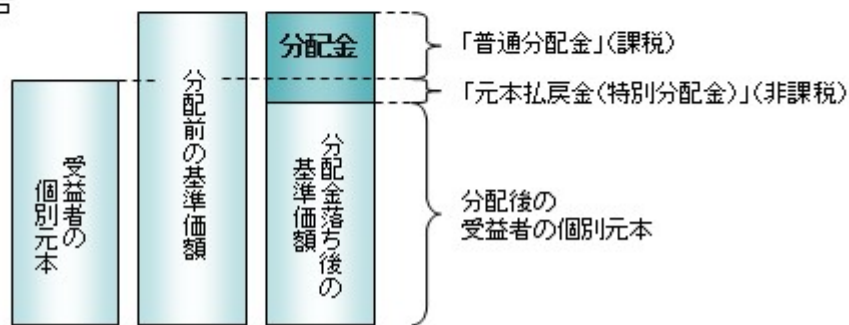 受益者の
個別元本
分配前の基準価額
分配金
分配金落ち後の
基準価額
「普通分配金」(課税)
「元本払戻金(特別分配金)」(非課税)
分配後の
受益者の個別元本